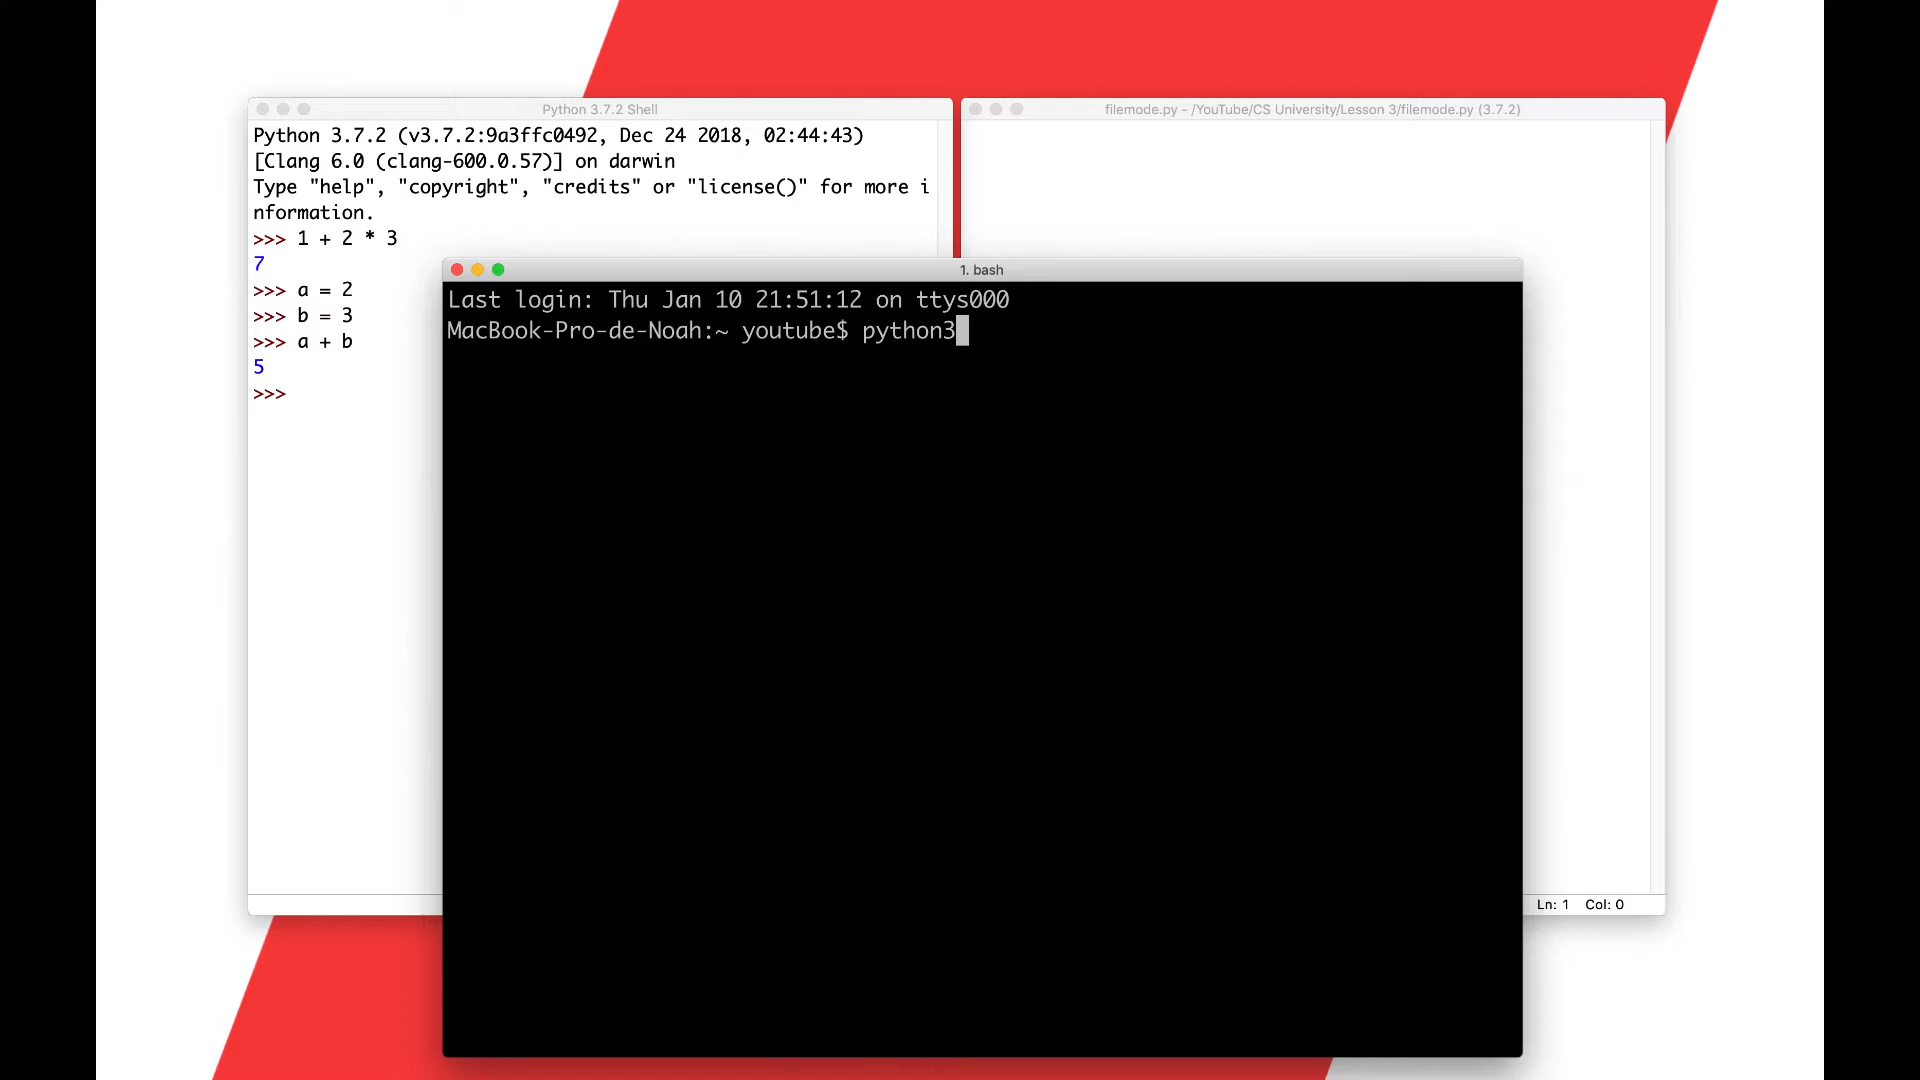 Python 3.7.2 Shell
Python 3.7.2 (v3.7.2:9a3ffc0492, Dec 24 2018, 02:44:43)
[Clang 6.0 (clang-600.0.57)] on darwin
Type "help", "copyright", "credits" or "license()" for more i
nformation.
>>> 1 + 2 * 3
7
>>> a = 2
>>> b = 3
>>> a + b
5
>>>
filemode.py - /YouTube/CS University/Lesson 3/filemode.py (3.7.2)
Ln: 1 Col: 0
1. bash
Last login: Thu Jan 10 21:51:12 on ttys000
MacBook-Pro-de-Noah:~ youtube$ python3